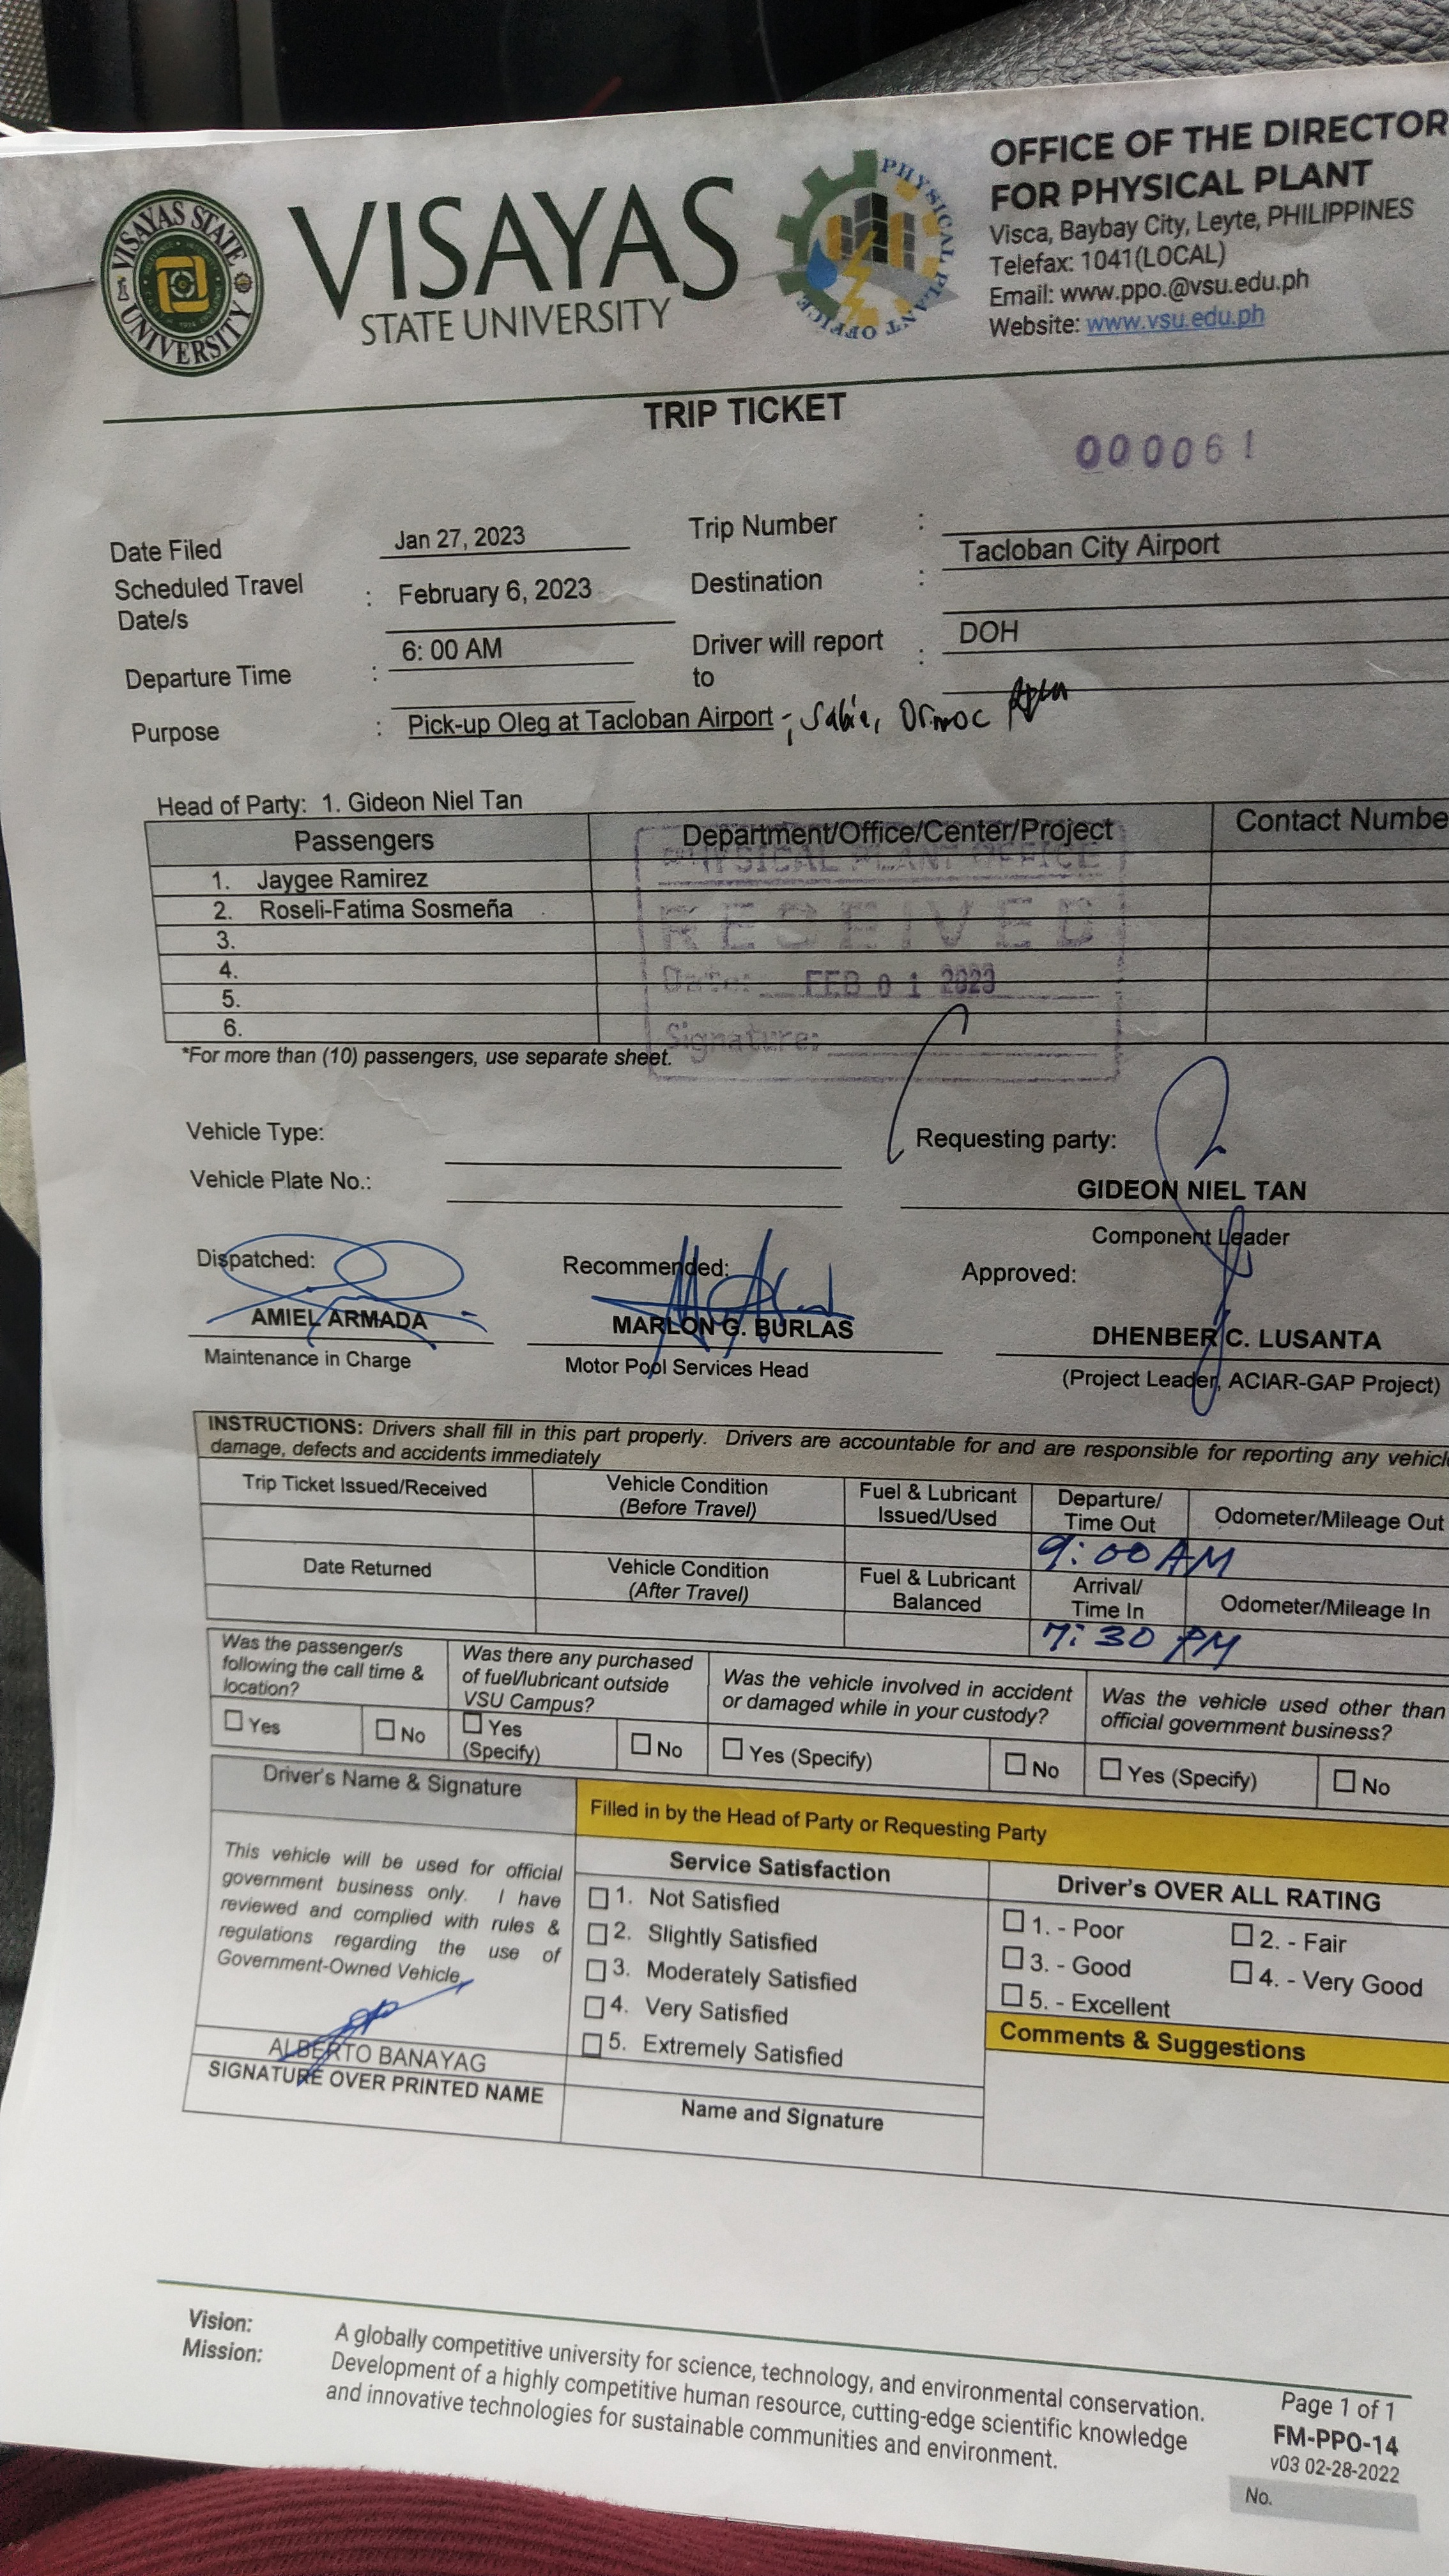 VISAYAS STATE UNIVERSITY
VISAYAS
STATE UNIVERSITY
PHYSICAL PLANT OFFICE
OFFICE OF THE DIRECTOR
FOR PHYSICAL PLANT
Visca, Baybay City, Leyte, PHILIPPINES
Telefax: 1041(LOCAL)
Email: www.ppo.@vsu.edu.ph
Website: www.vsu.edu.ph
TRIP TICKET
000061
Date Filed Jan 27, 2023 Trip Number :
Scheduled Travel Date/s : February 6, 2023 Destination : Tacloban City Airport
Departure Time : 6: 00 AM Driver will report to : DOH
Purpose : Pick-up Oleg at Tacloban Airport - Ormoc
Head of Party: 1. Gideon Niel Tan
Passengers Department/Office/Center/Project Contact Numbe
1. Jaygee Ramirez
2. Roseli-Fatima Sosmeña
3.
4.
5.
6.
PHYSICAL PLANT OFFICE
RECEIVED
Date: FEB 01 2023
Signature:
*For more than (10) passengers, use separate sheet.
Vehicle Type:
Requesting party:
Vehicle Plate No.:
GIDEON NIEL TAN
Component Leader
Dispatched: Recommended: Approved:
AMIEL ARMADA MARLON G. BURLAS DHENBER C. LUSANTA
Maintenance in Charge Motor Pool Services Head (Project Leader, ACIAR-GAP Project)
INSTRUCTIONS: Drivers shall fill in this part properly. Drivers are accountable for and are responsible for reporting any vehicle
damage, defects and accidents immediately
Trip Ticket Issued/Received Vehicle Condition (Before Travel) Fuel & Lubricant Issued/Used Departure/ Time Out Odometer/Mileage Out
9:00 AM
Date Returned Vehicle Condition (After Travel) Fuel & Lubricant Balanced Arrival/ Time In Odometer/Mileage In
7:30 PM
Was the passenger/s following the call time & location? Was there any purchased of fuel/lubricant outside VSU Campus? Was the vehicle involved in accident or damaged while in your custody? Was the vehicle used other than official government business?
Yes No Yes (Specify) No Yes (Specify) No Yes (Specify) No
Driver's Name & Signature
Filled in by the Head of Party or Requesting Party
This vehicle will be used for official
government business only. I have
reviewed and complied with rules &
regulations regarding the use of
Government-Owned Vehicle
ALBERTO BANAYAG
SIGNATURE OVER PRINTED NAME
Service Satisfaction
1. Not Satisfied
2. Slightly Satisfied
3. Moderately Satisfied
4. Very Satisfied
5. Extremely Satisfied
Name and Signature
Driver's OVER ALL RATING
1. - Poor 2. - Fair
3. - Good 4. - Very Good
5. - Excellent
Comments & Suggestions
Vision: A globally competitive university for science, technology, and environmental conservation.
Mission: Development of a highly competitive human resource, cutting-edge scientific knowledge
and innovative technologies for sustainable communities and environment.
Page 1 of 1
FM-PPO-14
v03 02-28-2022
No.